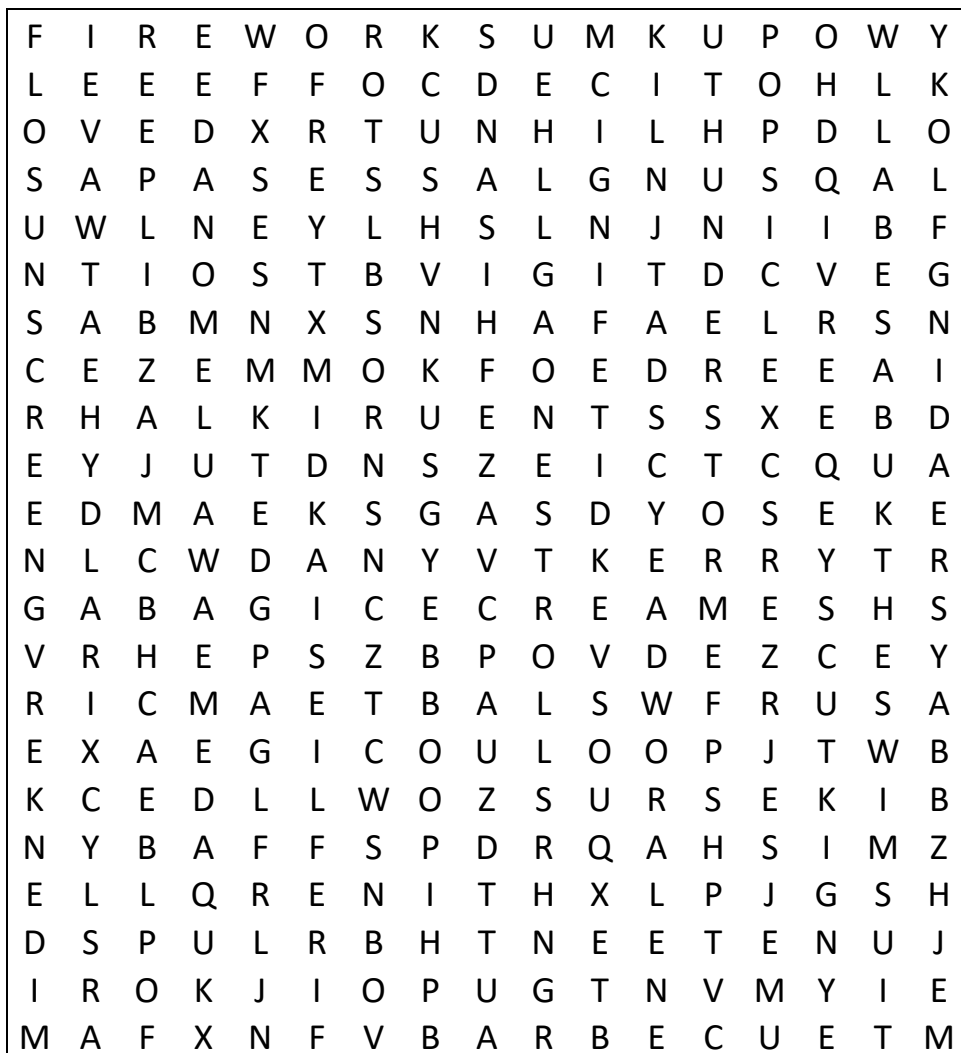 F I R E W O R K S U M K U P O W Y
L E E E F F O C D E C I T O H L K
O V E D X R T U N H I L H P D L O
S A P A S E S S A L G N U S Q A L
U W L N E Y L H S L N J N I I B F
N T I O S T B V I G I T D C V E G
S A B M N X S N H A F A E L R S N
C E Z E M M O K F O E D R E E A I
R H A L K I R U E N T S S X E B D
E Y J U T D N S Z E I C T C Q U A
E D M A E K S G A S D Y O S E K E
N L C W D A N Y V T K E R R Y T R
G A B A G I C E C R E A M E S H S
V R H E P S Z B P O V D E Z C E Y
R I C M A E T B A L S W F R U S A
E X A E G I C O U L O O P J T W B
K C E D L L W O Z S U R S E K I B
N Y B A F F S P D R Q A H S I M Z
E L L Q R E N I T H X L P J G S H
D S P U L R B H T N E E T E N U J
I R O K J I O P U G T N V M Y I E
M A F X N F V B A R B E C U E T M